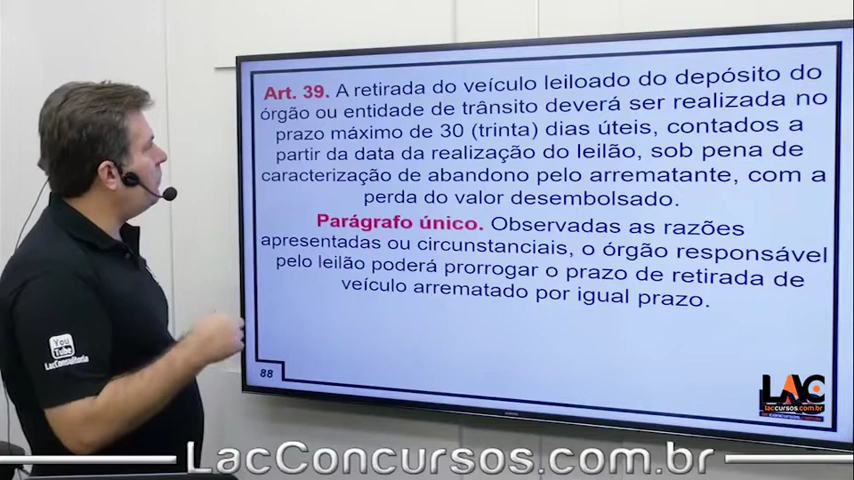 Art. 39. A retirada do veículo leiloado do depósito do
órgão ou entidade de trânsito deverá ser realizada no
prazo máximo de 30 (trinta) dias úteis, contados a
partir da data da realização do leilão, sob pena de
caracterização de abandono pelo arrematante, com a
perda do valor desembolsado.
Parágrafo único. Observadas as razões
apresentadas ou circunstanciais, o órgão responsável
pelo leilão poderá prorrogar o prazo de retirada de
veículo arrematado por igual prazo.
88
LAC
laccursos.com.br
You
Tube
LacConsultoria
LacConcursos.com.br